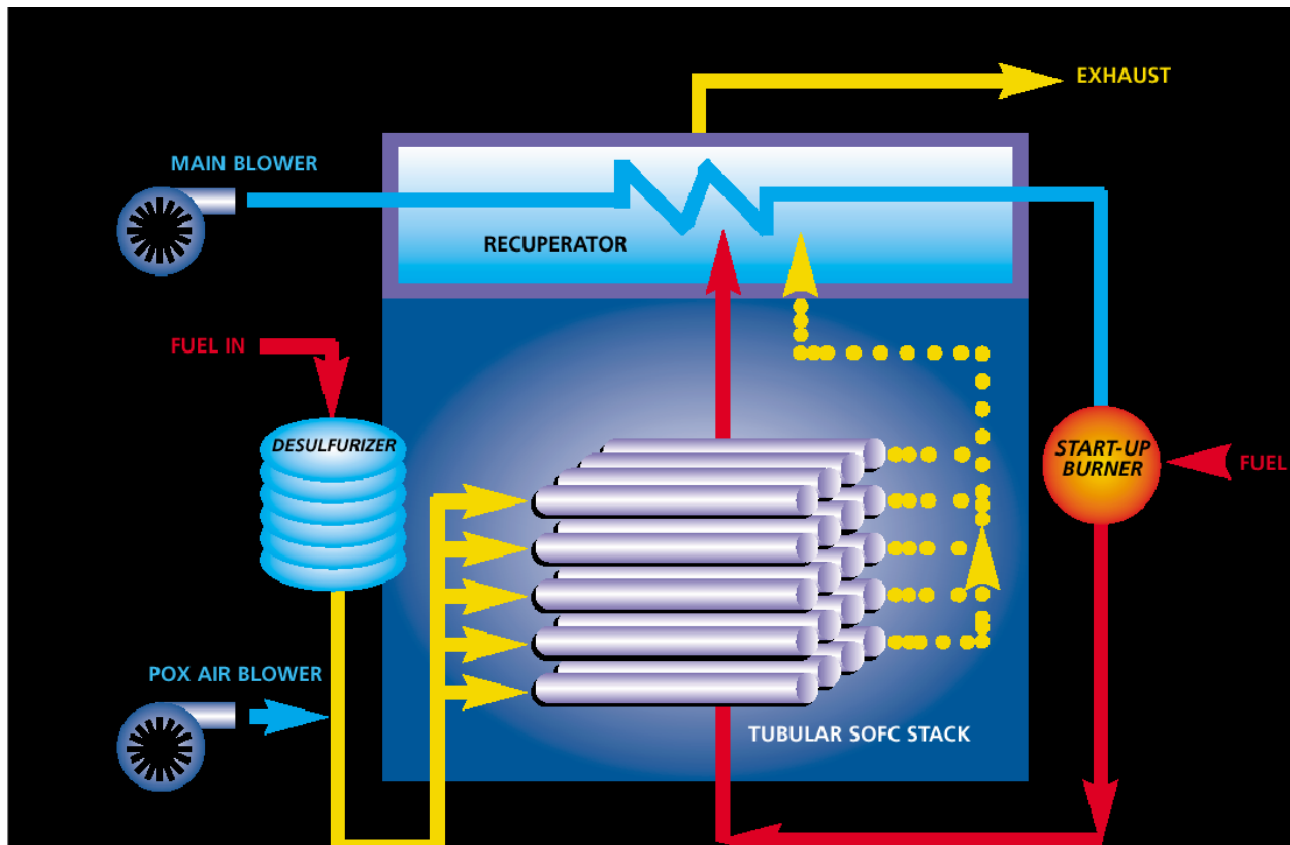 EXHAUST
MAIN BLOWER
RECUPERATOR
FUEL IN
DESULFURIZER
START-UP
BURNER
FUEL
POX AIR BLOWER
TUBULAR SOFC STACK